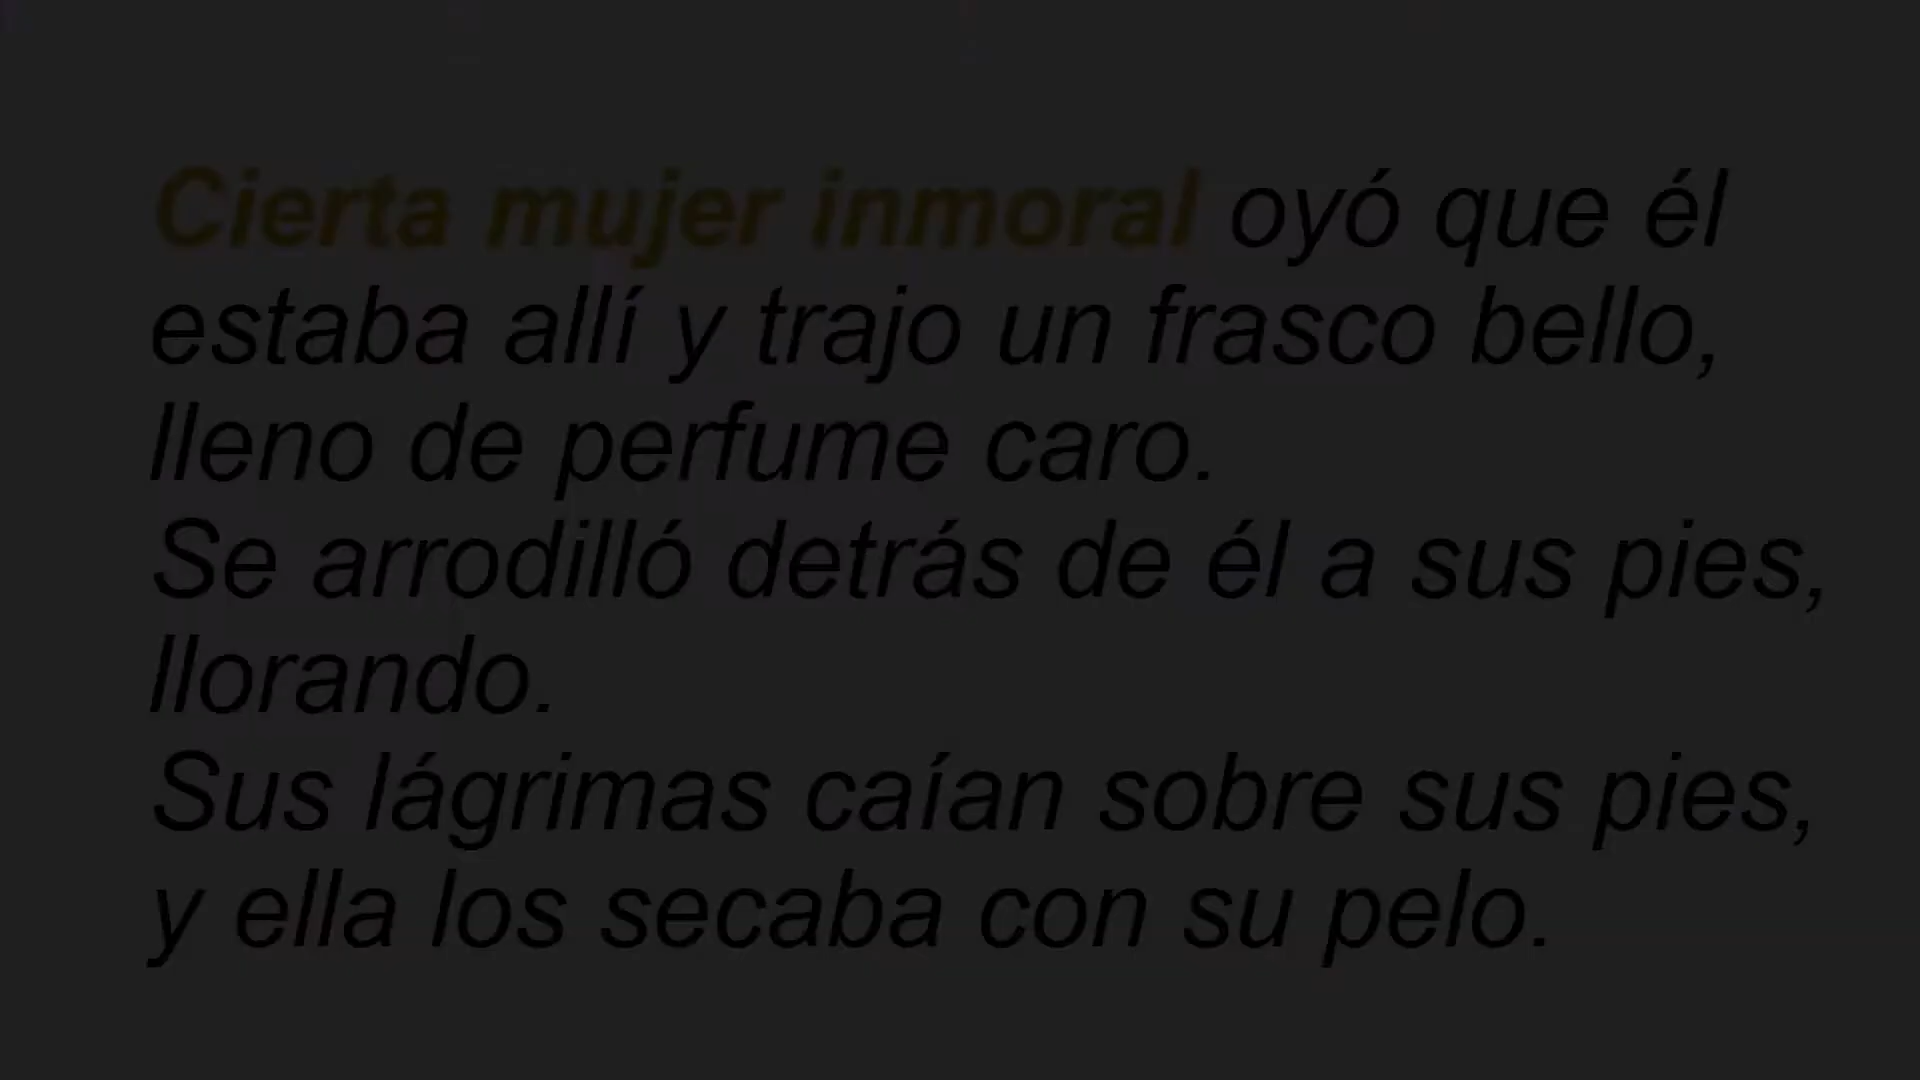 Cierta mujer inmoral oyó que él
estaba allí y trajo un frasco bello,
lleno de perfume caro.
Se arrodilló detrás de él a sus pies,
llorando.
Sus lágrimas caían sobre sus pies,
y ella los secaba con su pelo.